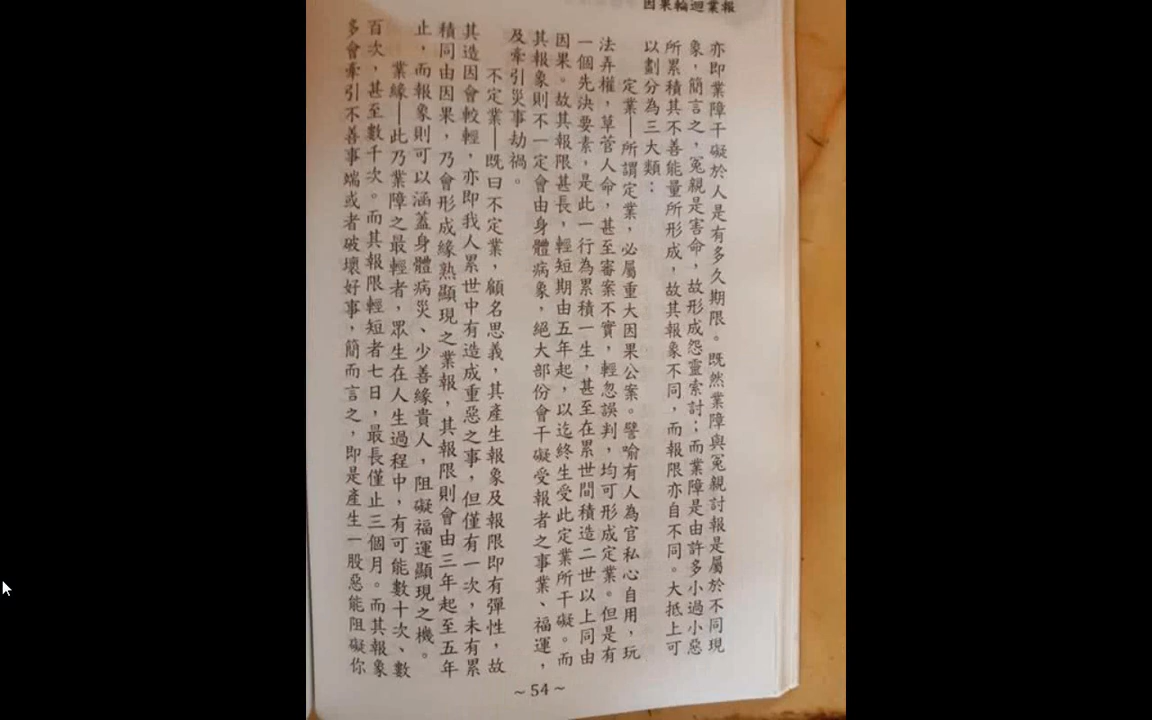 因果輪迴業報
亦即業障干礙於人是有多久期限。既然業障與冤親討報是屬於不同現
象，簡言之，冤親是害命，故形成怨靈索討；而業障是由許多小過小惡
所累積其不善能量所形成，故其報象不同，而報限亦自不同。大抵上可
以劃分為三大類：
定業——所謂定業，必屬重大因果公案。譬喻有人為官私心自用，玩
法弄權，草菅人命，甚至審案不實，輕忽誤判，均可形成定業。但是有
一個先決要素，是此一行為累積一生，甚至在累世間積造二世以上同由
因果。故其報限甚長，輕短期由五年起，以迄終生受此定業所干礙。而
其報象則不一定會由身體病象，絕大部份會干礙受報者之事業、福運，
及牽引災事劫禍。
不定業——既曰不定業，顧名思義，其產生報象及報限即有彈性，故
其造因會較輕，亦即我人累世中有造成重惡之事，但僅有一次，未有累
積同由因果，乃會形成緣熟顯現之業報，其報限則會由三年起至五年
止，而報象則可以涵蓋身體病災、少善緣貴人，阻礙福運顯現之機。
業緣——此乃業障之最輕者，眾生在人生過程中，有可能數十次、數
百次，甚至數千次。而其報限輕短者七日，最長僅止三個月。而其報象
多會牽引不善事端或者破壞好事，簡而言之，即是產生一股惡能阻礙你
~54~